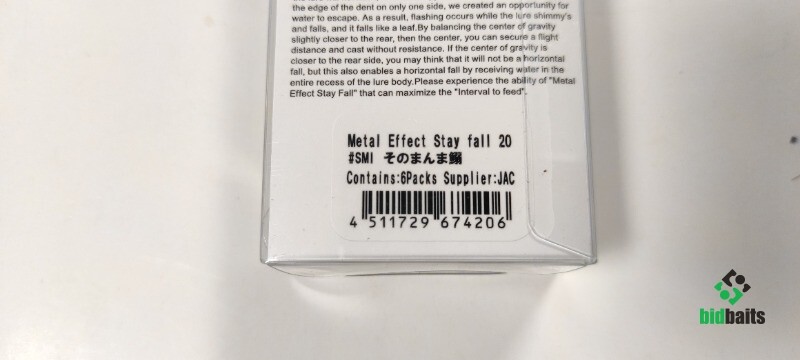 the edge of the dent on only one side, we created an opportunity for
water to escape. As a result, flashing occurs while the lure shimmy's
and falls, and it falls like a leaf.By balancing the center of gravity
slightly closer to the rear, then the center, you can secure a flight
distance and cast without resistance. If the center of gravity is
closer to the rear side, you may think that it will not be a horizontal
fall, but this also enables a horizontal fall by receiving water in the
entire recess of the lure body.Please experience the ability of "Metal
Effect Stay Fall" that can maximize the "Interval to feed".
Metal Effect Stay fall 20
#SMI そのまんま鰯
Contains:6Packs Supplier:JAC
4 511729 674206
bidbaits